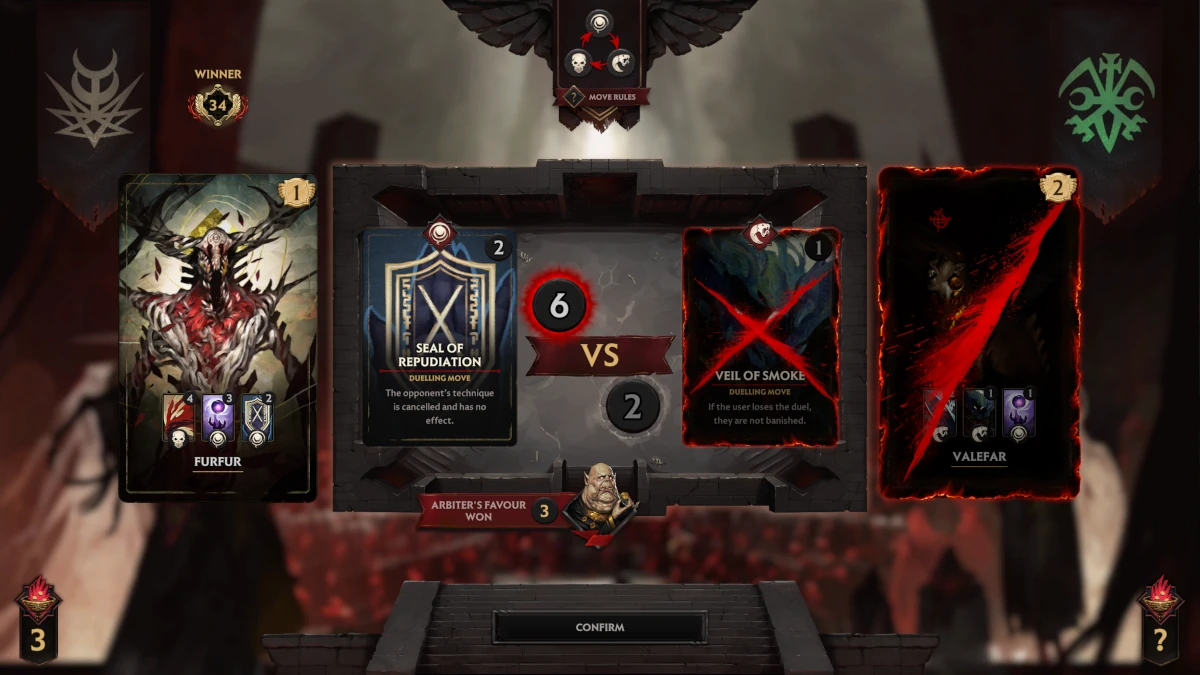 WINNER
34
?
MOVE RULES
1
4
3
2
FURFUR
2
SEAL OF
REPUDIATION
DUELLING MOVE
The opponent's technique
is cancelled and has no
effect.
6
VS
2
1
VEIL OF SMOKE
DUELLING MOVE
If the user loses the duel,
they are not banished.
2
1
1
VALEFAR
ARBITER'S FAVOUR
WON
3
3
CONFIRM
?